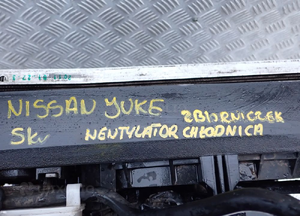 NISSAN JUKE
ZBIORNICZEK
5Kv WENTYLATOR CHŁODNICA